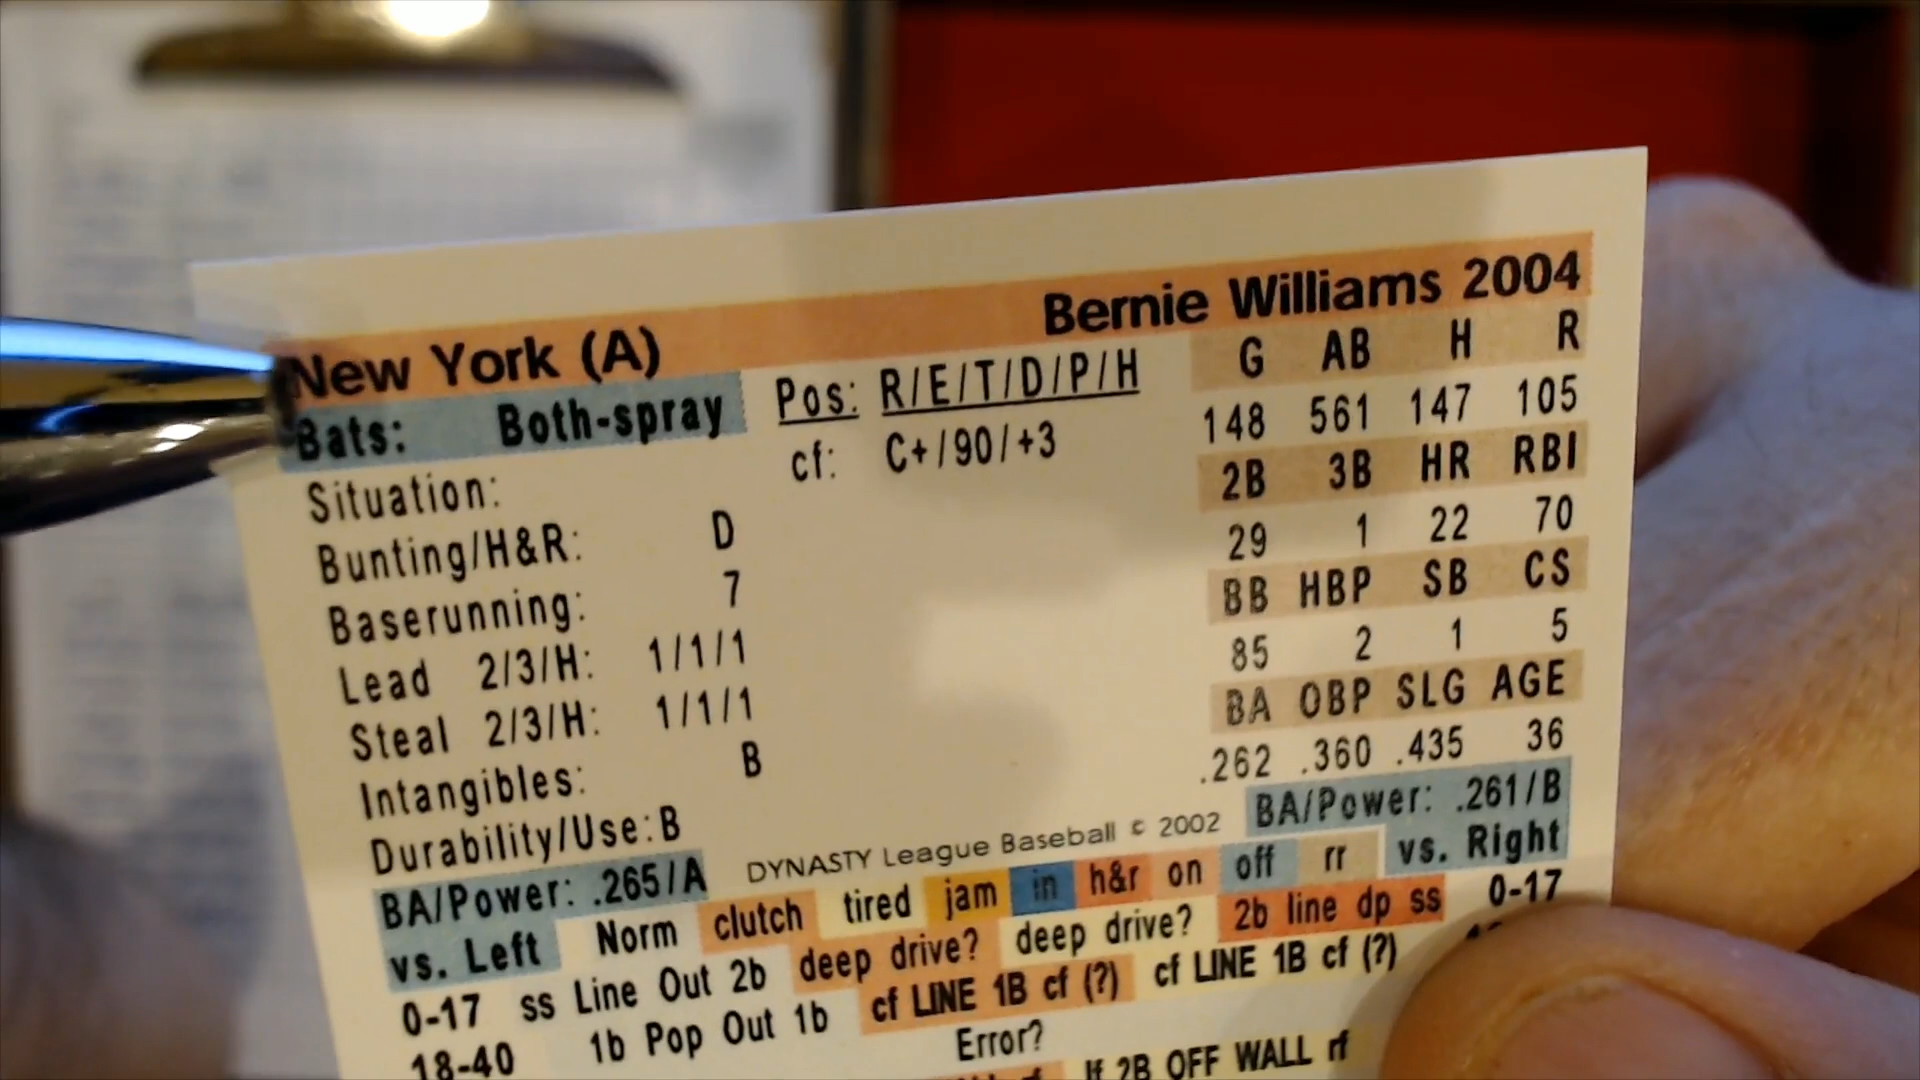 New York (A) Bernie Williams 2004
Bats: Both-spray Pos: R/E/T/D/P/H G AB H R
cf: C+/90/+3 148 561 147 105
Situation: 2B 3B HR RBI
Bunting/H&R: D 29 1 22 70
Baserunning: 7 BB HBP SB CS
Lead 2/3/H: 1/1/1 85 2 1 5
Steal 2/3/H: 1/1/1 BA OBP SLG AGE
Intangibles: B .262 .360 .435 36
Durability/Use: B DYNASTY League Baseball © 2002 BA/Power: .261/B
BA/Power: .265/A vs. Right
vs. Left Norm clutch tired jam in h&r on off rr 0-17
0-17 ss Line Out 2b deep drive? deep drive? 2b line dp ss
18-40 1b Pop Out 1b cf LINE 1B cf (?) cf LINE 1B cf (?)
Error?
lf 2B OFF WALL rf